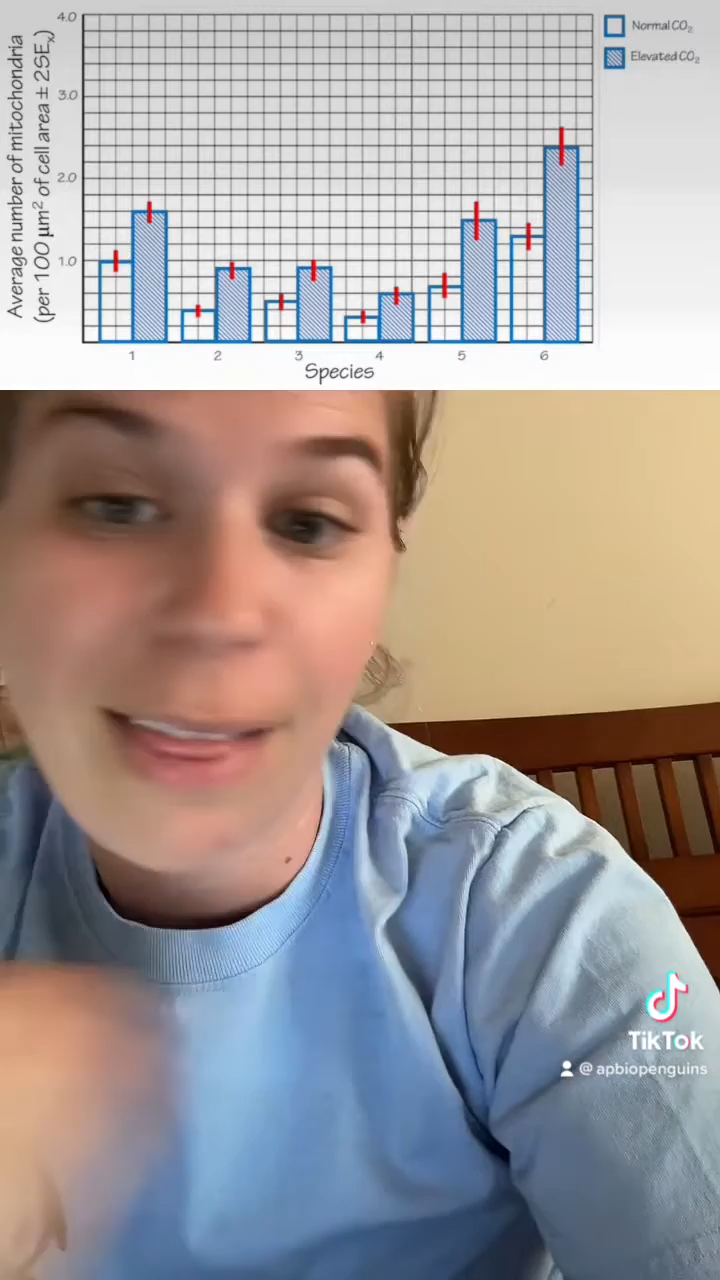 Average number of mitochondria
(per 100 μm² of cell area ± 2SEₓ)
4.0
3.0
2.0
1.0
Normal CO₂
Elevated CO₂
1 2 3 4 5 6
Species
TikTok
@apbiopenguins